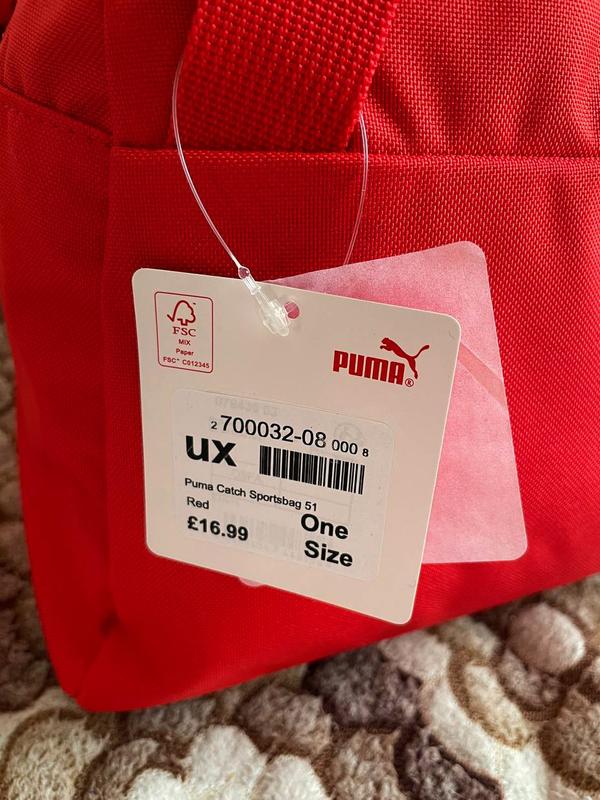 FSC
MIX
Paper
FSC™ C012345
PUMA®
2 700032-08 000 8
UX
Puma Catch Sportsbag 51
Red
£16.99
One
Size